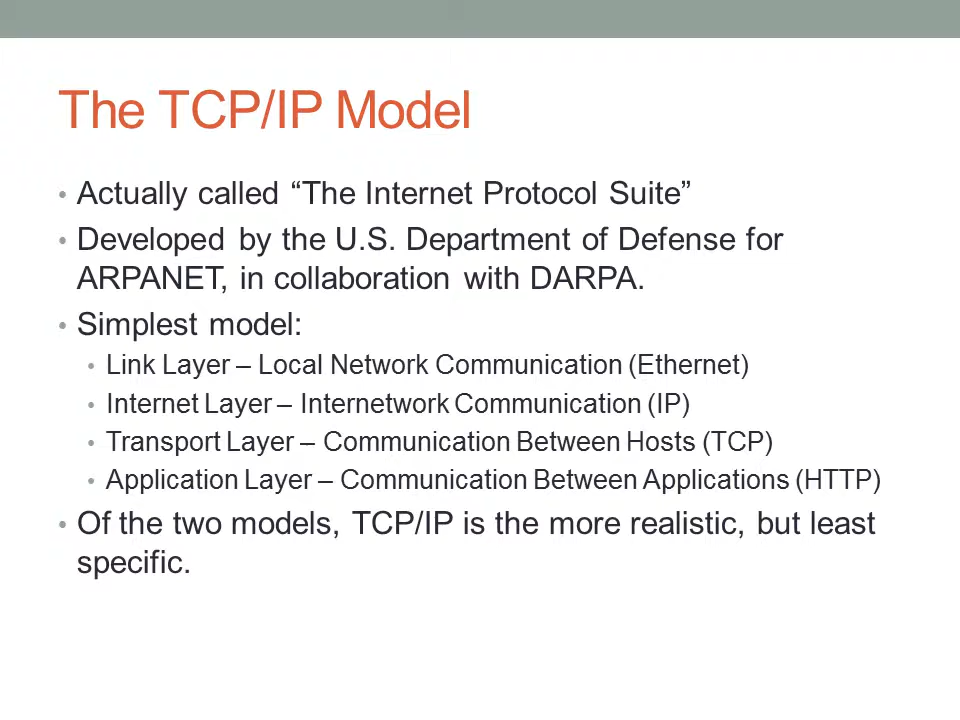 The TCP/IP Model
• Actually called “The Internet Protocol Suite”
• Developed by the U.S. Department of Defense for
ARPANET, in collaboration with DARPA.
• Simplest model:
• Link Layer – Local Network Communication (Ethernet)
• Internet Layer – Internetwork Communication (IP)
• Transport Layer – Communication Between Hosts (TCP)
• Application Layer – Communication Between Applications (HTTP)
• Of the two models, TCP/IP is the more realistic, but least
specific.